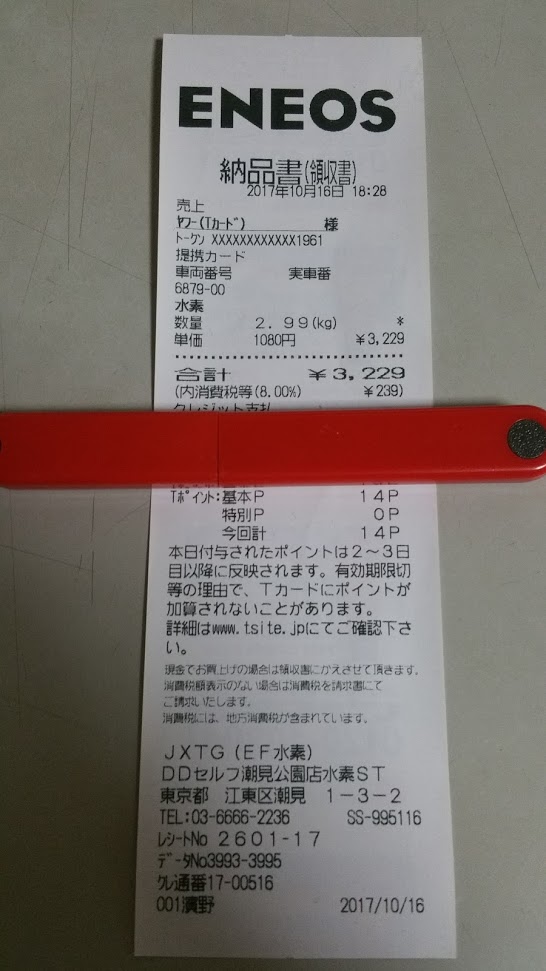 ENEOS
納品書(領収書)
2017年10月16日 18:28
売上
ﾔﾌｰ(Tｶｰﾄﾞ) 様
ﾄｰｸﾝ XXXXXXXXXXXX1961
提携カード
車両番号 実車番
6879-00
水素
数量 2.99(kg) *
単価 1080円 ¥3,229
合計 ¥3,229
(内消費税等(8.00%) ¥239)
クレジット支払
Tﾎﾟｲﾝﾄ:基本P 14P
特別P 0P
今回計 14P
本日付与されたポイントは2~3日
目以降に反映されます。有効期限切
等の理由で、Tカードにポイントが
加算されないことがあります。
詳細はwww.tsite.jpにてご確認下さ
い。
現金でお買上げの場合は領収書にかえさせて頂きます。
消費税額表示のない場合は消費税を請求書にて
ご請求いたします。
消費税には、地方消費税が含まれています。
JXTG(EF水素)
DDセルフ潮見公園店水素ST
東京都 江東区潮見 1-3-2
TEL:03-6666-2236 SS-995116
ﾚｼｰﾄNo 2601-17
ﾃﾞｰﾀNo3993-3995
ｸﾚ通番17-00516
001濱野 2017/10/16